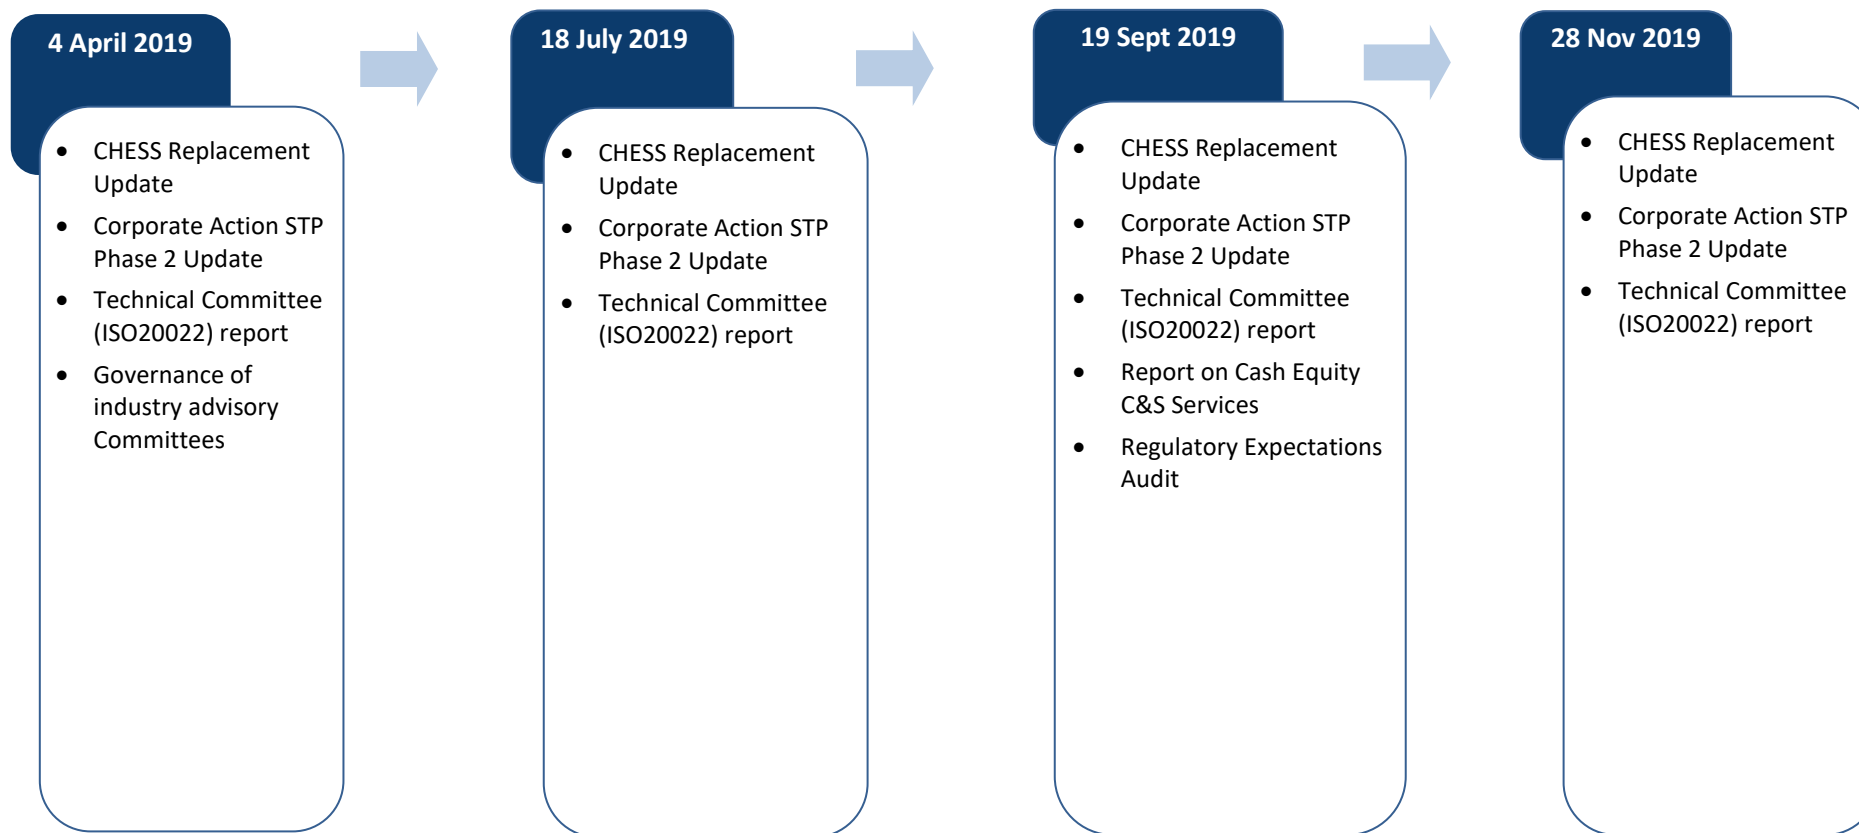 4 April 2019
• CHESS Replacement
Update
• Corporate Action STP
Phase 2 Update
• Technical Committee
(ISO20022) report
• Governance of
industry advisory
Committees
18 July 2019
• CHESS Replacement
Update
• Corporate Action STP
Phase 2 Update
• Technical Committee
(ISO20022) report
19 Sept 2019
• CHESS Replacement
Update
• Corporate Action STP
Phase 2 Update
• Technical Committee
(ISO20022) report
• Report on Cash Equity
C&S Services
• Regulatory Expectations
Audit
28 Nov 2019
• CHESS Replacement
Update
• Corporate Action STP
Phase 2 Update
• Technical Committee
(ISO20022) report